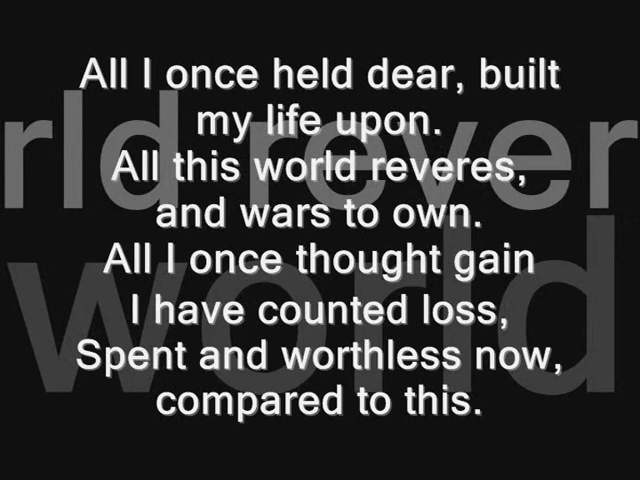 All I once held dear, built
my life upon.
All this world reveres,
and wars to own.
All I once thought gain
I have counted loss,
Spent and worthless now,
compared to this.
rld rever
world